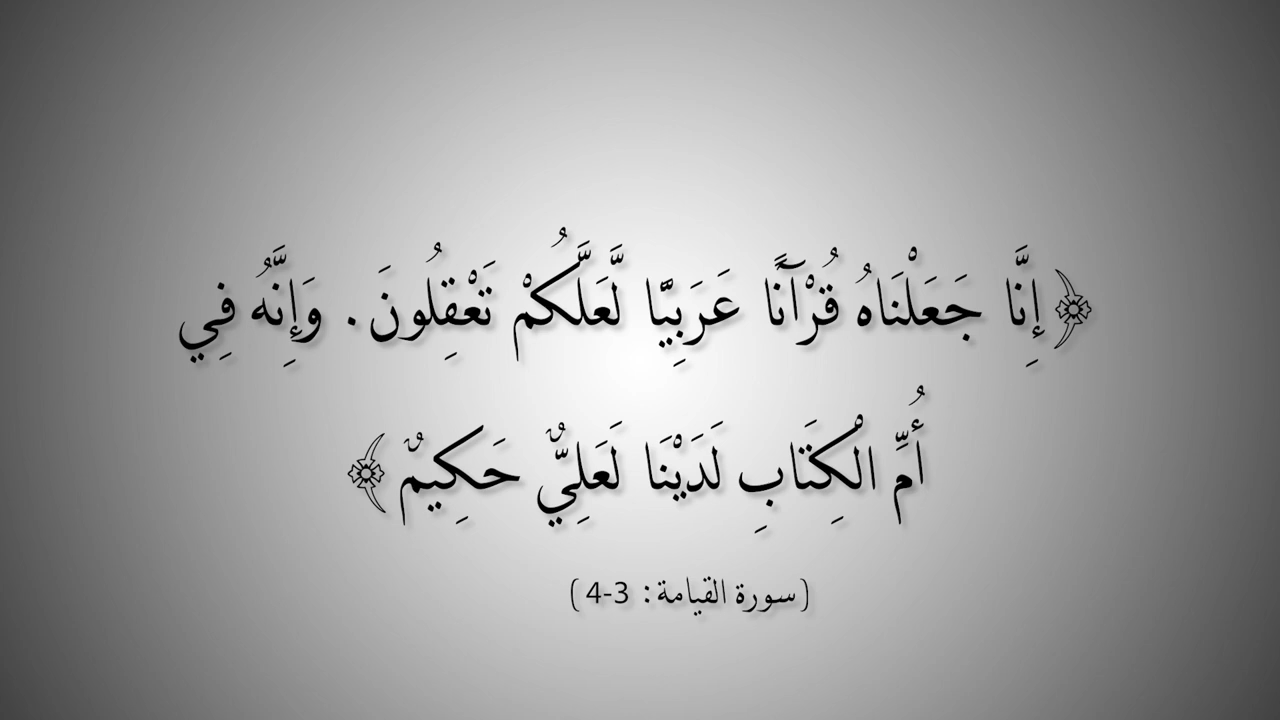 ﴿إِنَّا جَعَلْنَاهُ قُرْآنًا عَرَبِيًّا لَّعَلَّكُمْ تَعْقِلُونَ. وَإِنَّهُ فِي
أُمِّ الْكِتَابِ لَدَيْنَا لَعَلِيٌّ حَكِيمٌ﴾
(سورة القيامة: 3-4)